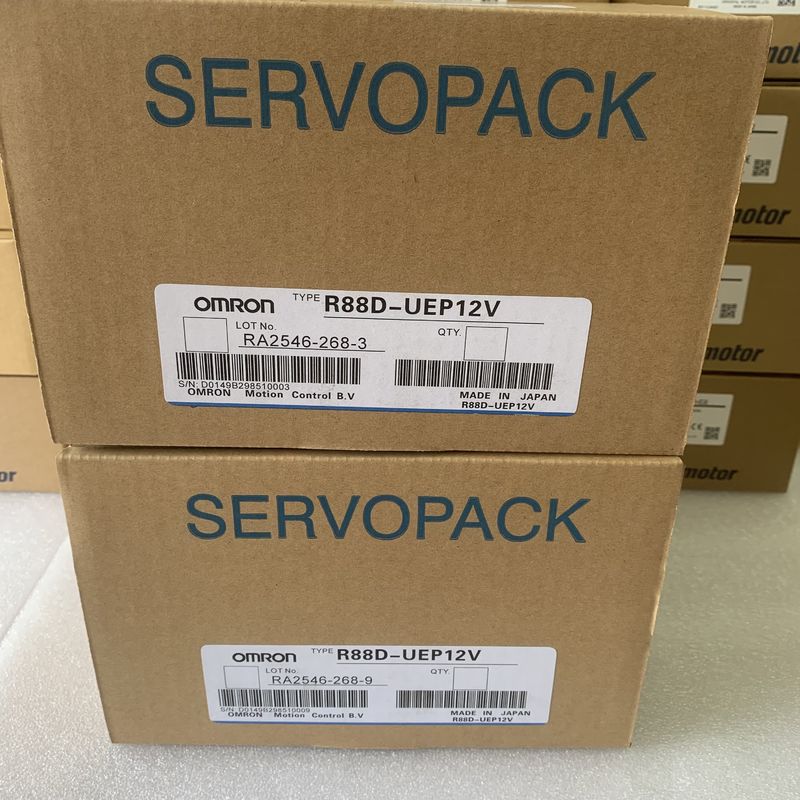 SERVOPACK
OMRON TYPE R88D-UEP12V
LOT No. QTY.
RA2546-268-3
S/N: D0149B298510003
OMRON Motion Control B.V MADE IN JAPAN
R88D-UEP12V
SERVOPACK
OMRON TYPE R88D-UEP12V
LOT No. QTY.
RA2546-268-9
S/N: D0149B298510009
OMRON Motion Control B.V MADE IN JAPAN
R88D-UEP12V
motor
motor
motor
motor
motor